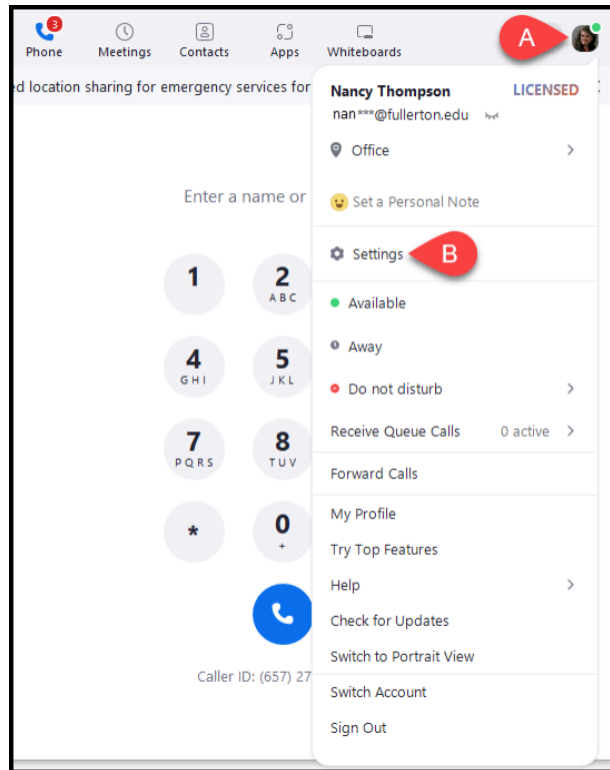 3
Phone Meetings Contacts Apps Whiteboards
A
ed location sharing for emergency services for
Nancy Thompson LICENSED
nan***@fullerton.edu
Office
Enter a name or
Set a Personal Note
Settings B
1 2
ABC
Available
Away
4 5
GHI JKL
Do not disturb
Receive Queue Calls 0 active
7 8
PQRS TUV
Forward Calls
My Profile
* 0
+
Try Top Features
Help
Check for Updates
Switch to Portrait View
Caller ID: (657) 27
Switch Account
Sign Out